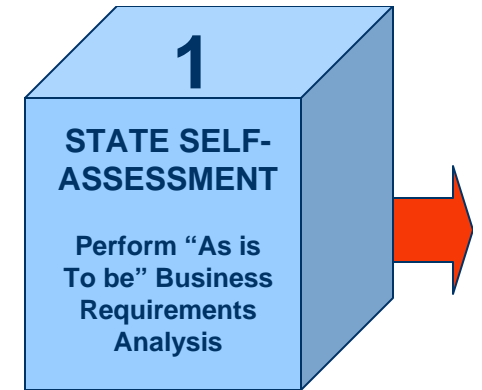 1
STATE SELF-
ASSESSMENT
Perform “As is
To be” Business
Requirements
Analysis